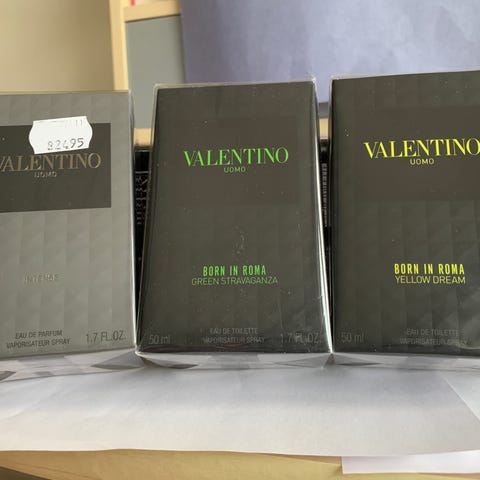 82495
VALENTINO
UOMO
INTENSE
EAU DE PARFUM
VAPORISATEUR SPRAY
1.7 FL.OZ.
VALENTINO
UOMO
BORN IN ROMA
GREEN STRAVAGANZA
50 ml
EAU DE TOILETTE
VAPORISATEUR SPRAY
1.7 FL.OZ.
VALENTINO
UOMO
BORN IN ROMA
YELLOW DREAM
50 ml
EAU DE TOILETTE
VAPORISATEUR SPRAY